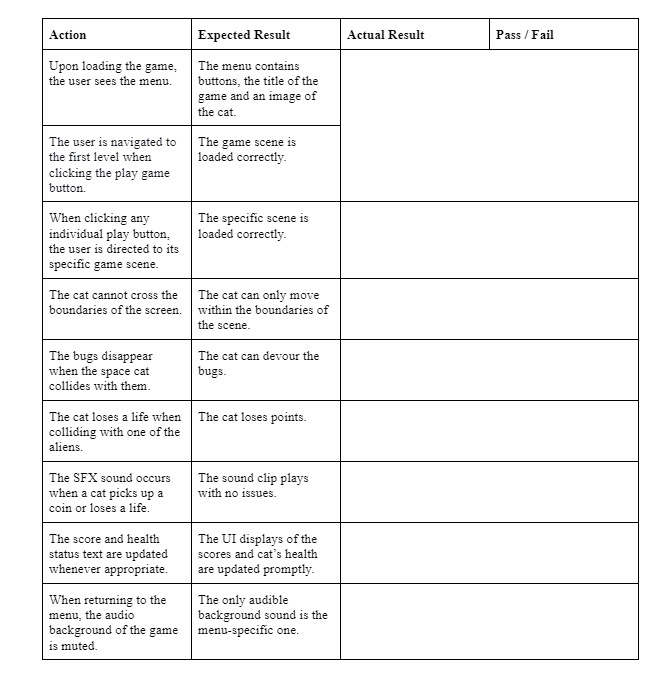 Action
Expected Result
Actual Result
Pass / Fail
Upon loading the game,
the user sees the menu.
The menu contains
buttons, the title of the
game and an image of
the cat.
The user is navigated to
the first level when
clicking the play game
button.
The game scene is
loaded correctly.
When clicking any
individual play button,
the user is directed to its
specific game scene.
The specific scene is
loaded correctly.
The cat cannot cross the
boundaries of the screen.
The cat can only move
within the boundaries of
the scene.
The bugs disappear
when the space cat
collides with them.
The cat can devour the
bugs.
The cat loses a life when
colliding with one of the
aliens.
The cat loses points.
The SFX sound occurs
when a cat picks up a
coin or loses a life.
The sound clip plays
with no issues.
The score and health
status text are updated
whenever appropriate.
The UI displays of the
scores and cat’s health
are updated promptly.
When returning to the
menu, the audio
background of the game
is muted.
The only audible
background sound is the
menu-specific one.